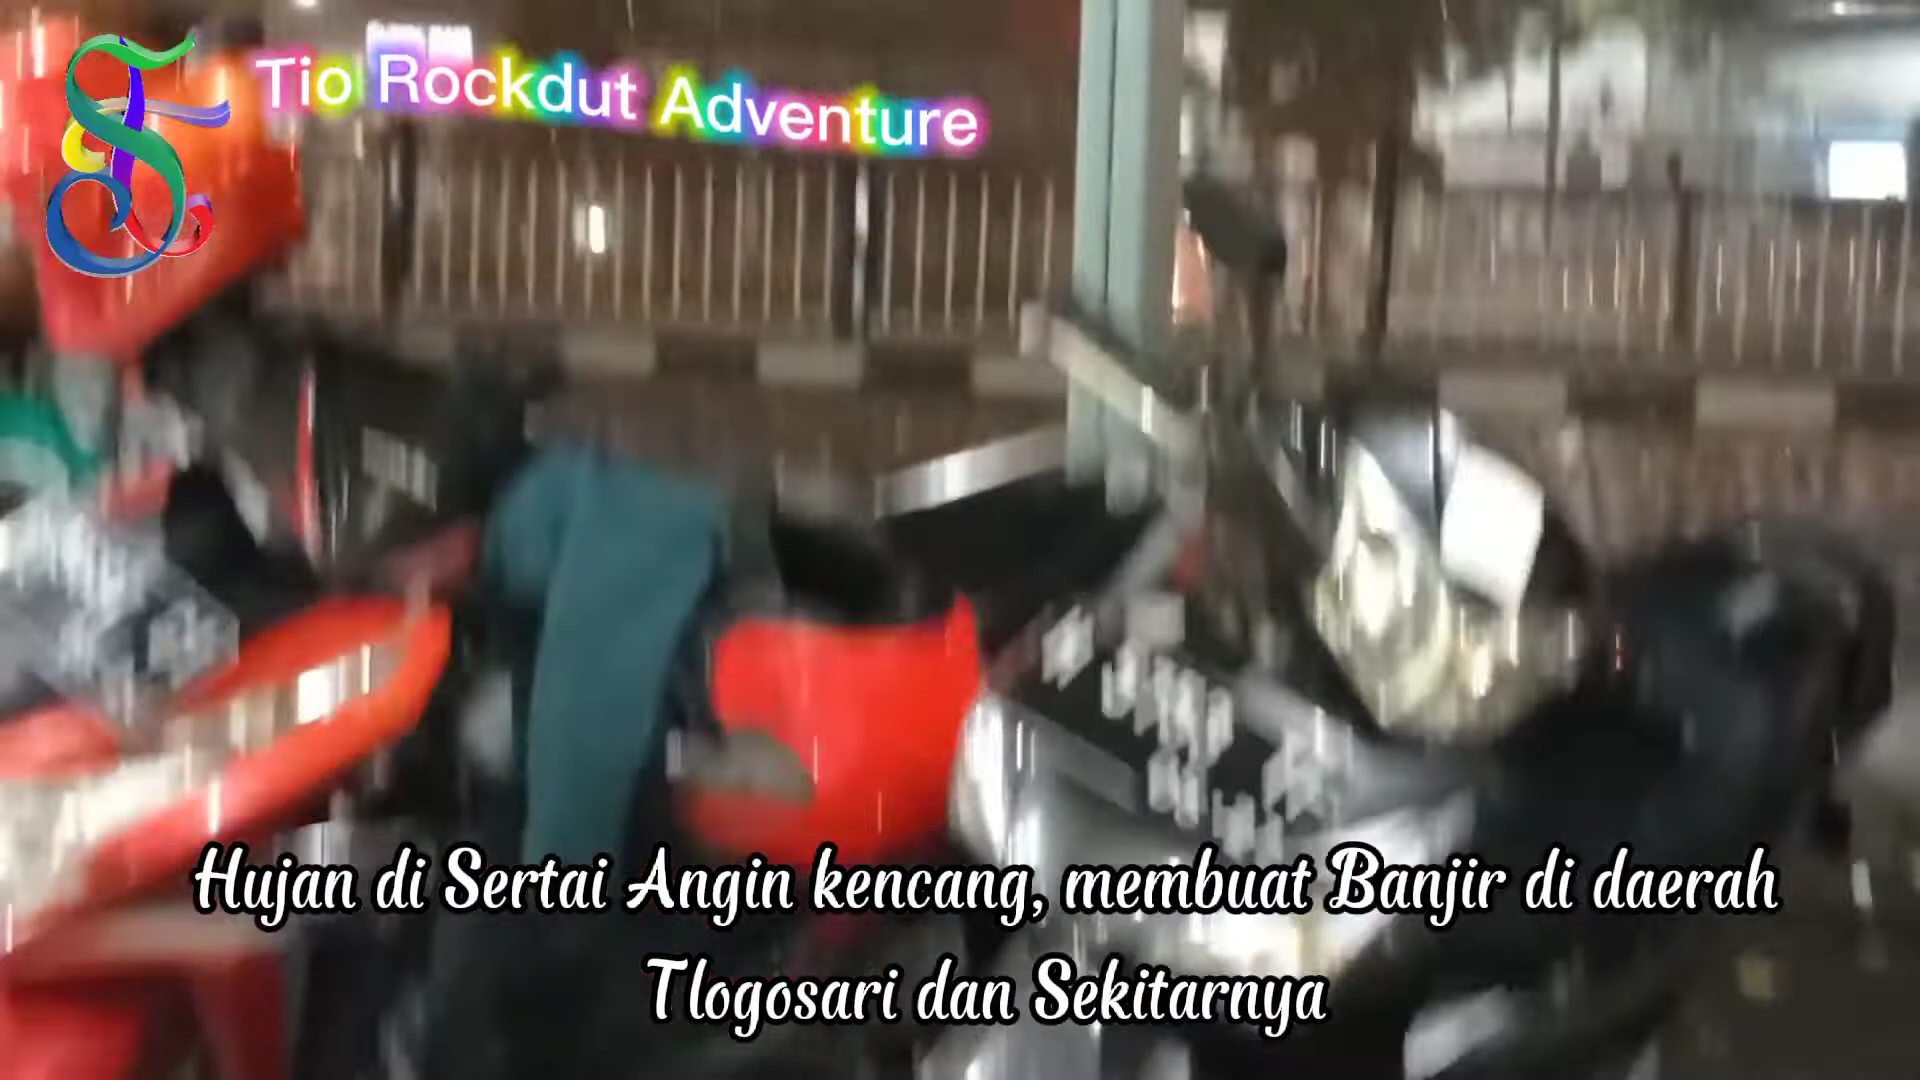 Tio Rockdut Adventure
Hujan di Sertai Angin kencang, membuat Banjir di daerah
Tlogosari dan Sekitarnya